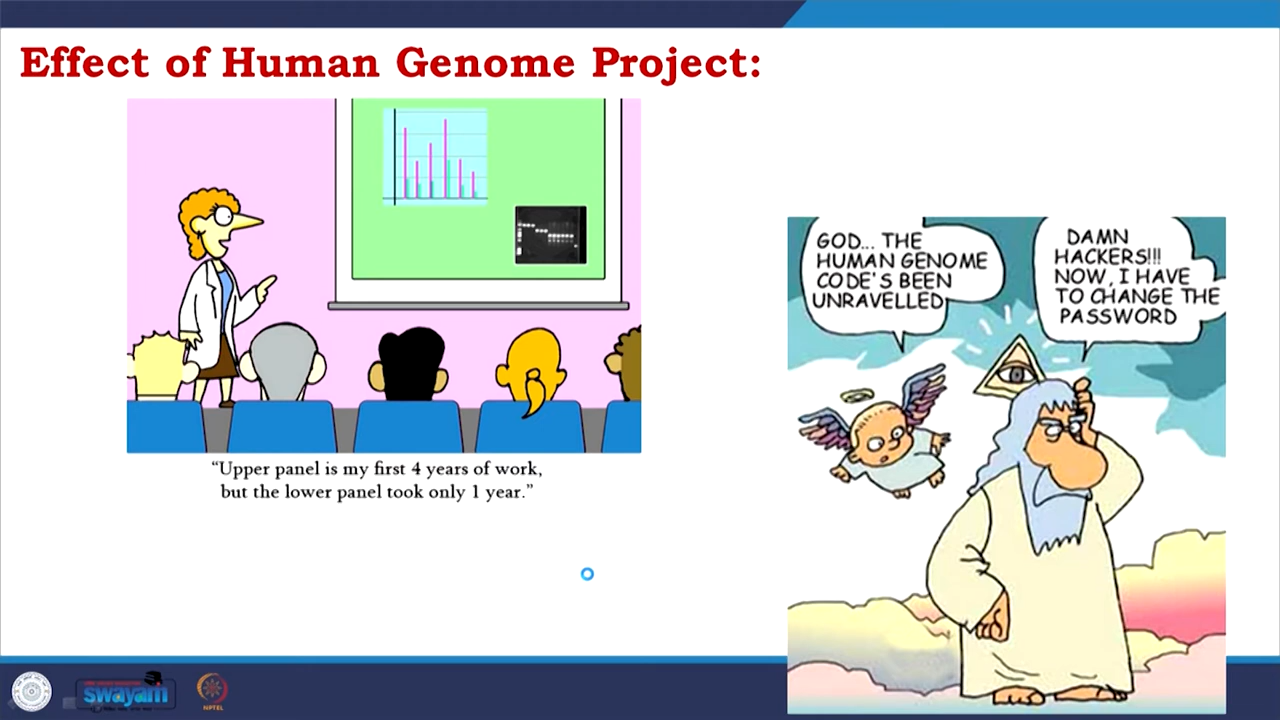 Effect of Human Genome Project:
GOD... THE
HUMAN GENOME
CODE'S BEEN
UNRAVELLED
DAMN
HACKERS!!!
NOW, I HAVE
TO CHANGE THE
PASSWORD
“Upper panel is my first 4 years of work,
but the lower panel took only 1 year.”
swayam
NPTEL